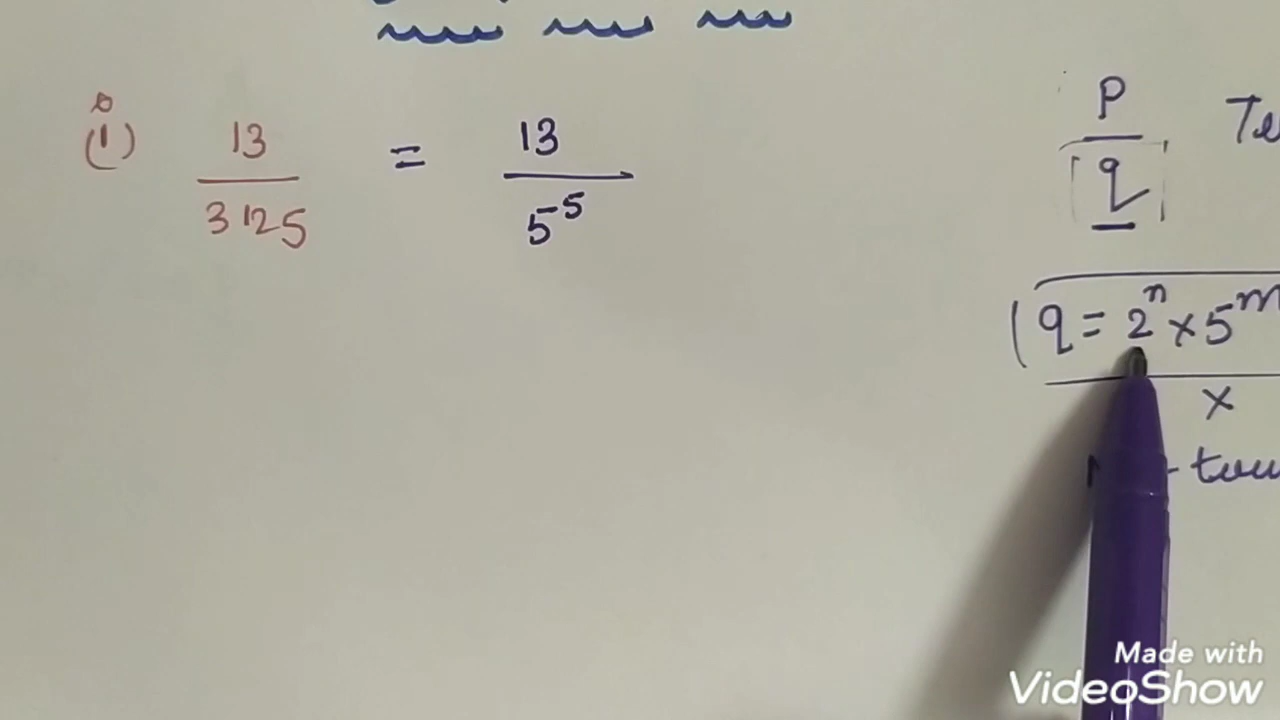 (i) 13/3125 = 13/5^5
P/q
q = 2^n × 5^m
×
Made with
VideoShow